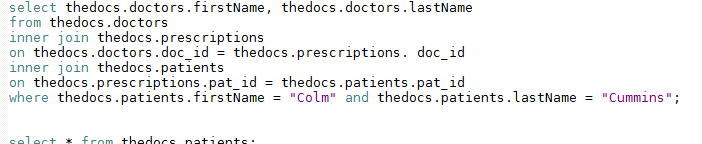 select thedocs.doctors.firstName, thedocs.doctors.lastName
from thedocs.doctors
inner join thedocs.prescriptions
on thedocs.doctors.doc_id = thedocs.prescriptions. doc_id
inner join thedocs.patients
on thedocs.prescriptions.pat_id = thedocs.patients.pat_id
where thedocs.patients.firstName = "Colm" and thedocs.patients.lastName = "Cummins";
select * from thedocs.patients;